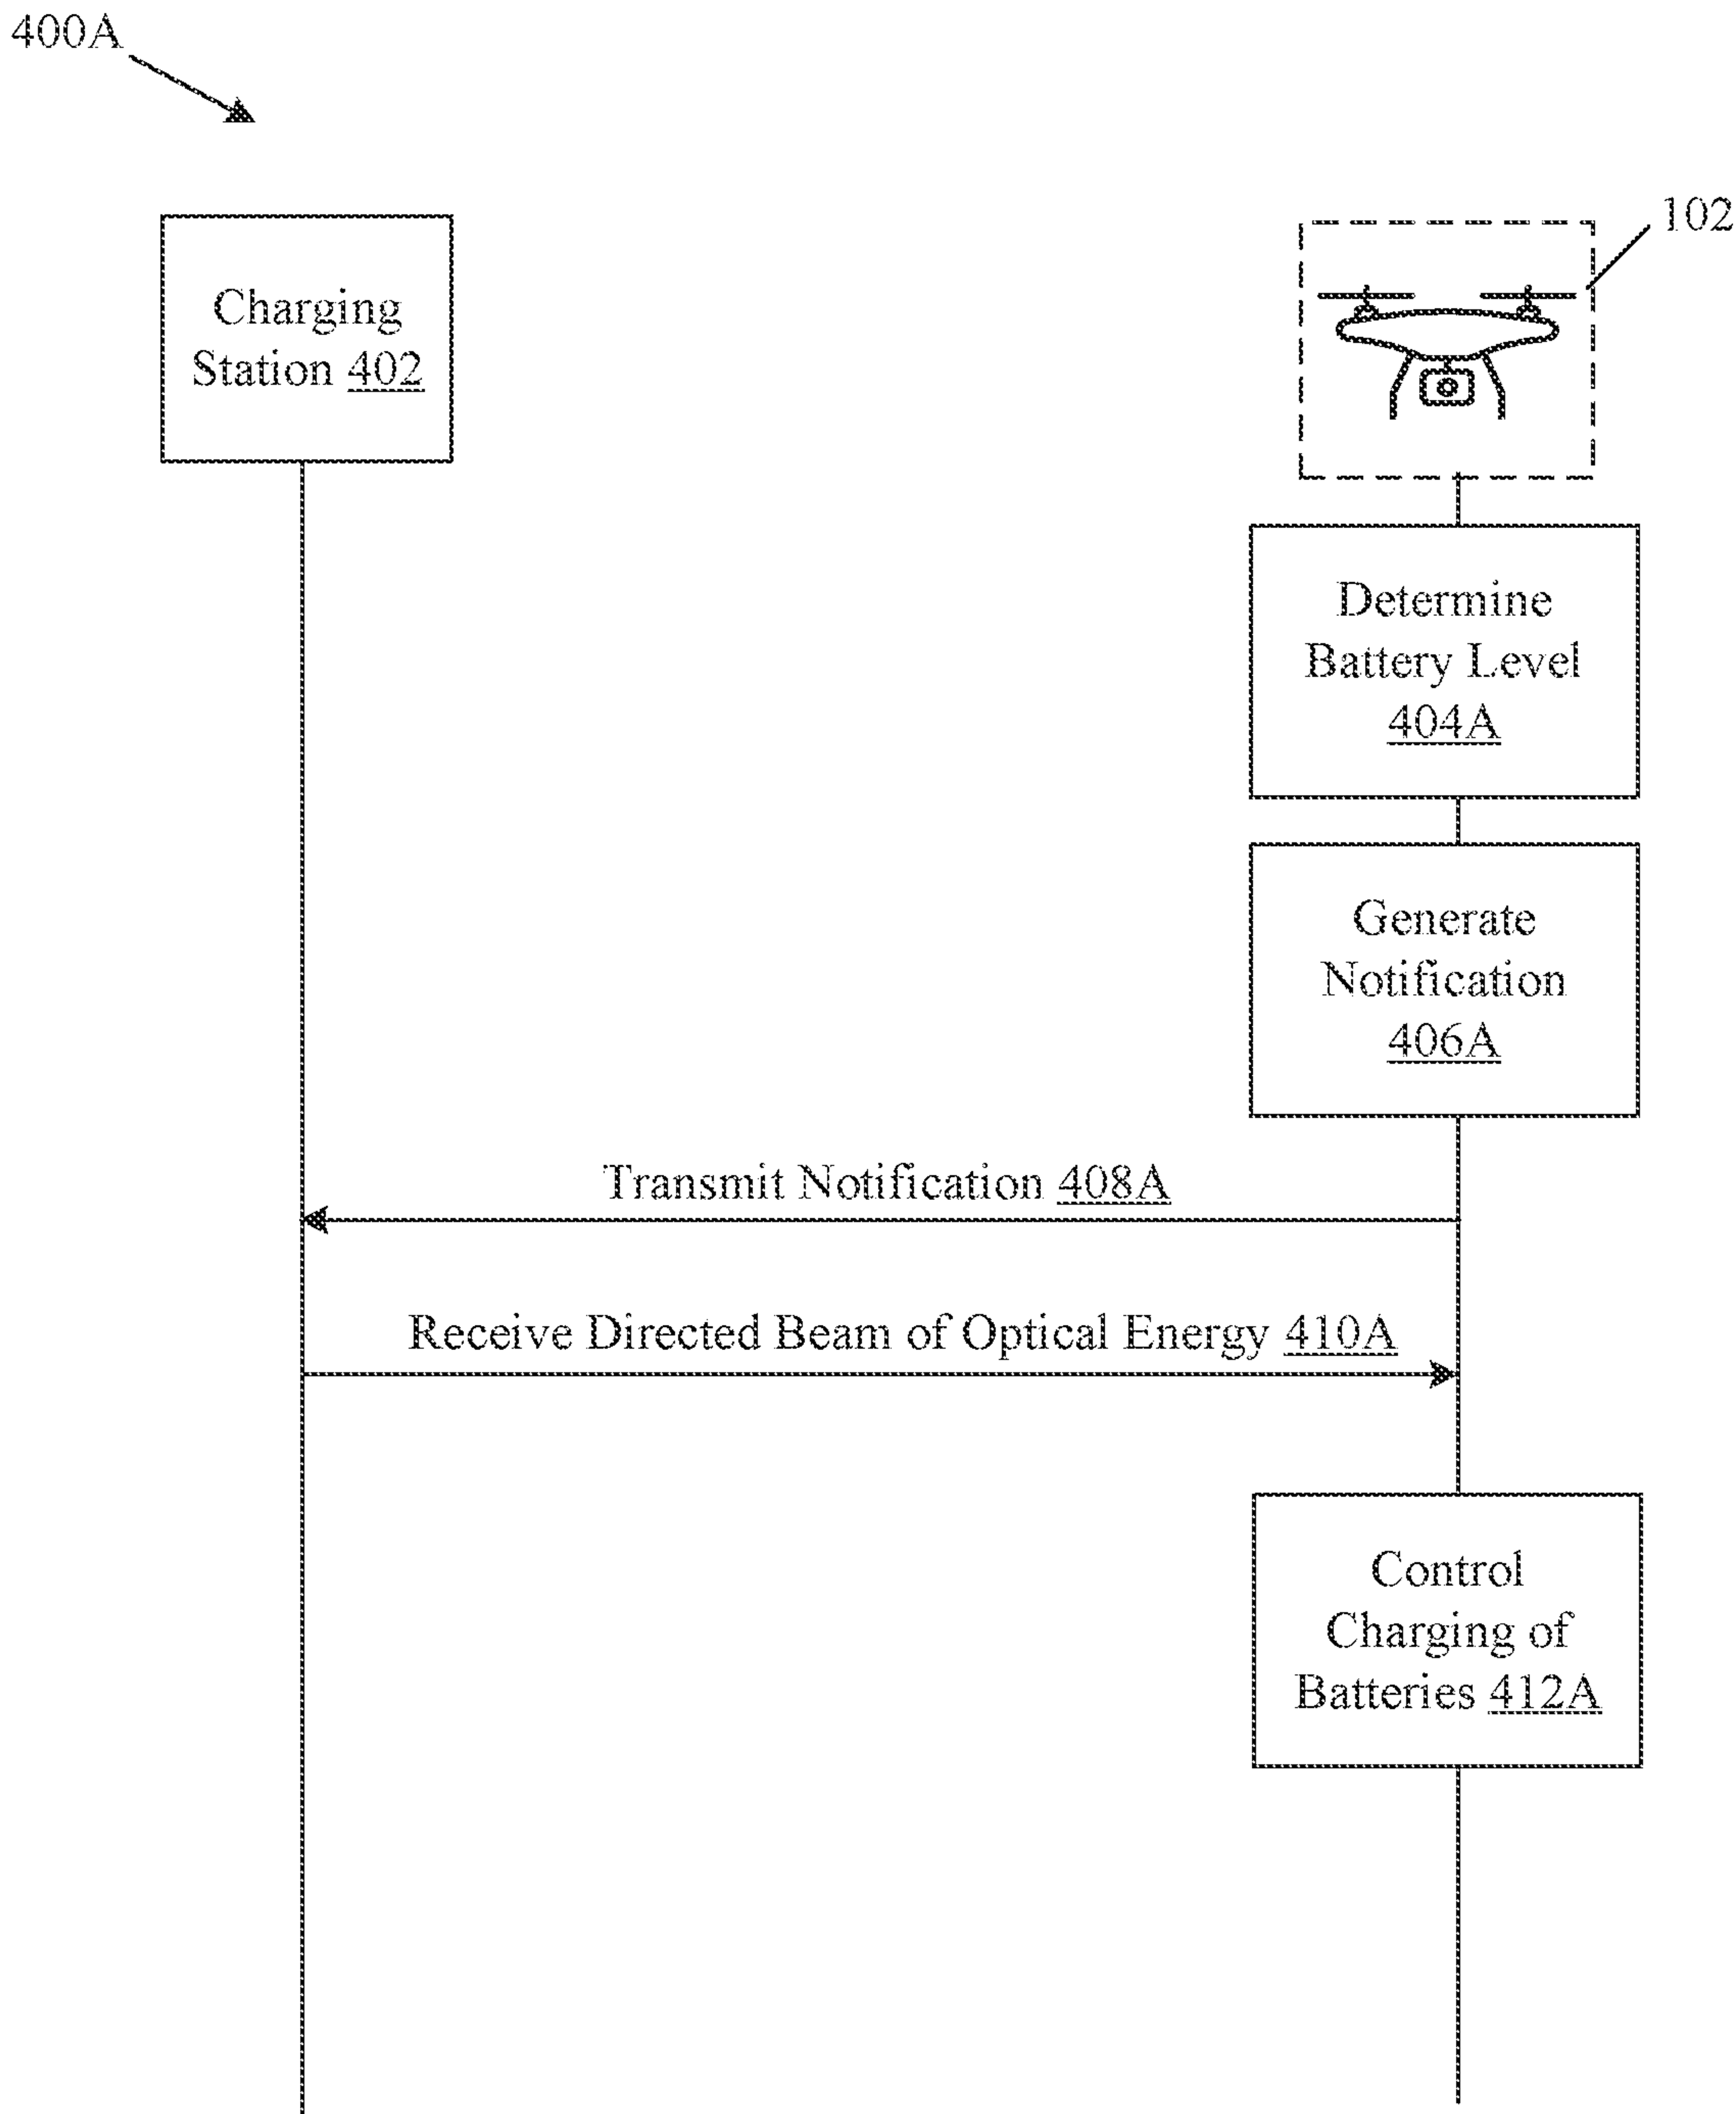 400A
102
Charging
Station 402
Determine
Battery Level
404A
Generate
Notification
406A
Transmit Notification 408A
Receive Directed Beam of Optical Energy 410A
Control
Charging of
Batteries 412A